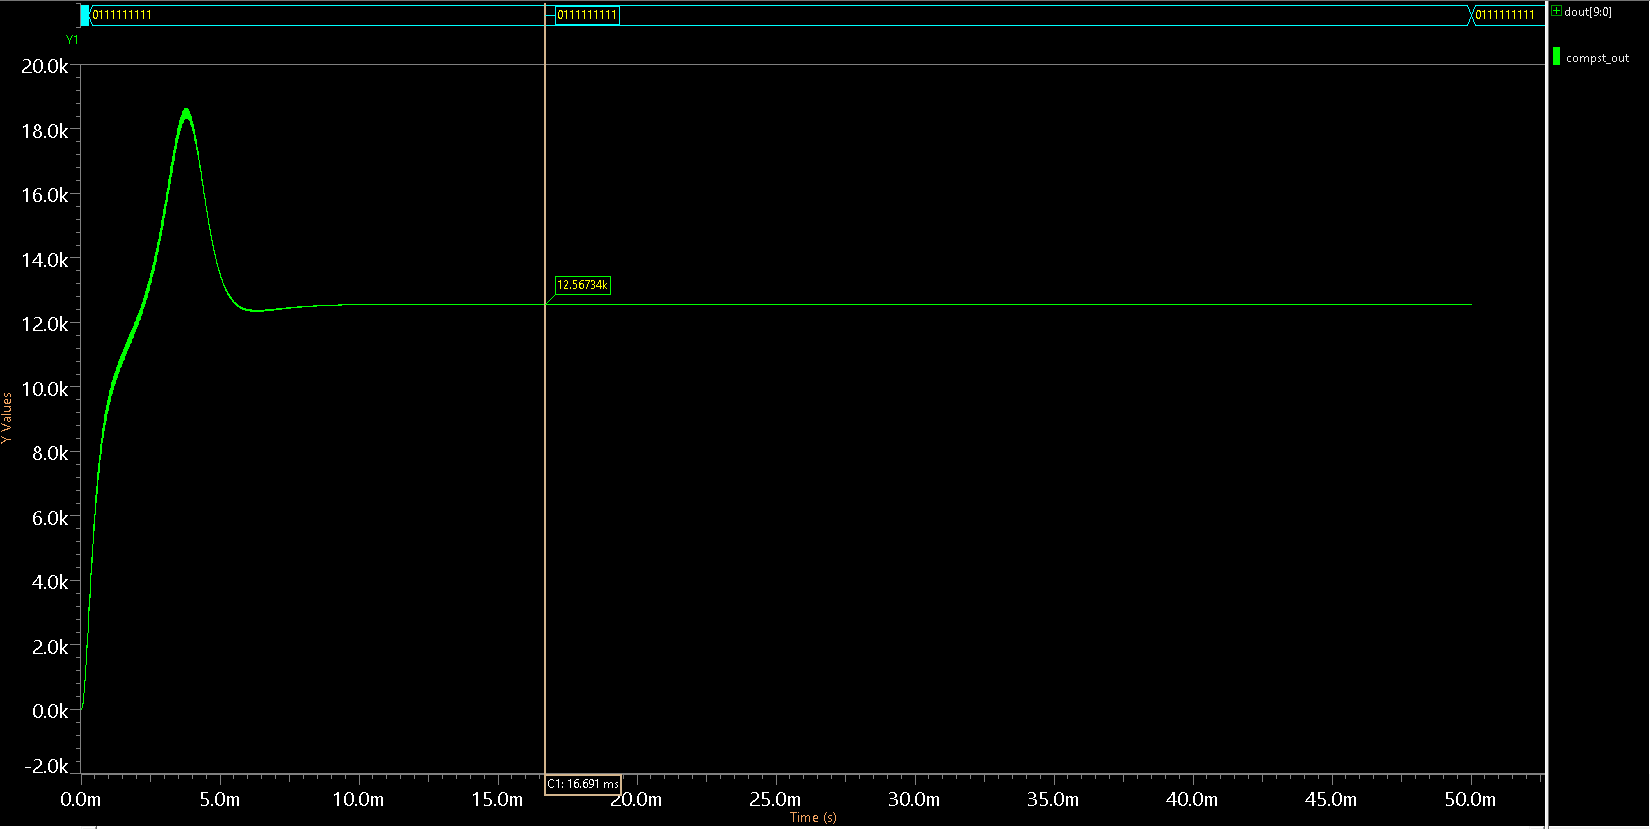 0111111111 0111111111 0111111111 dout[9:0]
Y1
compst_out
20.0k
18.0k
16.0k
14.0k
12.56734k
12.0k
10.0k
Y Values
8.0k
6.0k
4.0k
2.0k
0.0k
-2.0k
C1: 16.691 ms
0.0m 5.0m 10.0m 15.0m 20.0m 25.0m 30.0m 35.0m 40.0m 45.0m 50.0m
Time (s)